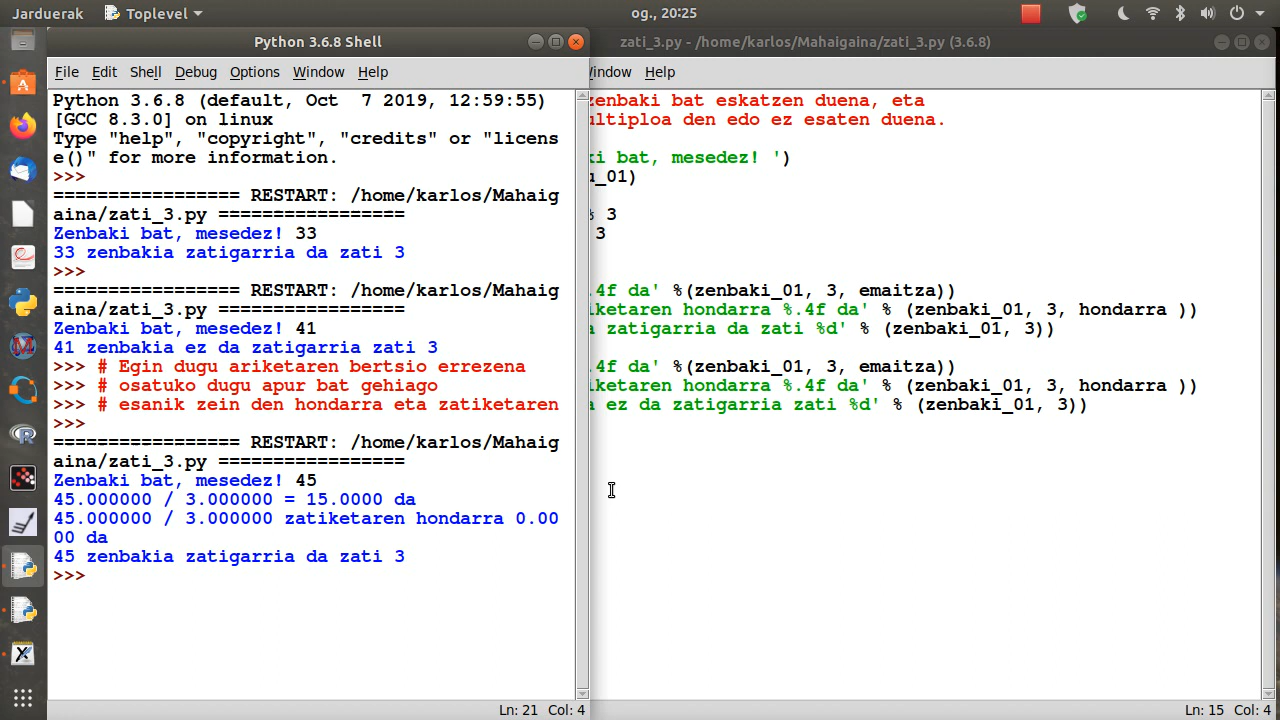 Jarduerak
Toplevel
og., 20:25
Python 3.6.8 Shell
File Edit Shell Debug Options Window Help
Python 3.6.8 (default, Oct  7 2019, 12:59:55)
[GCC 8.3.0] on linux
Type "help", "copyright", "credits" or "licens
e()" for more information.
>>>
================= RESTART: /home/karlos/Mahaig
aina/zati_3.py =================
Zenbaki bat, mesedez! 33
33 zenbakia zatigarria da zati 3
>>>
================= RESTART: /home/karlos/Mahaig
aina/zati_3.py =================
Zenbaki bat, mesedez! 41
41 zenbakia ez da zatigarria zati 3
>>> # Egin dugu ariketaren bertsio errezena
>>> # osatuko dugu apur bat gehiago
>>> # esanik zein den hondarra eta zatiketaren
>>>
================= RESTART: /home/karlos/Mahaig
aina/zati_3.py =================
Zenbaki bat, mesedez! 45
45.000000 / 3.000000 = 15.0000 da
45.000000 / 3.000000 zatiketaren hondarra 0.00
00 da
45 zenbakia zatigarria da zati 3
>>>
Ln: 21 Col: 4
zati_3.py - /home/karlos/Mahaigaina/zati_3.py (3.6.8)
indow Help
zenbaki bat eskatzen duena, eta
ultiploa den edo ez esaten duena.
ki bat, mesedez! ')
u_01)
% 3
3
.4f da' %(zenbaki_01, 3, emaitza))
iketaren hondarra %.4f da' % (zenbaki_01, 3, hondarra ))
a zatigarria da zati %d' % (zenbaki_01, 3))
.4f da' %(zenbaki_01, 3, emaitza))
iketaren hondarra %.4f da' % (zenbaki_01, 3, hondarra ))
a ez da zatigarria zati %d' % (zenbaki_01, 3))
Ln: 15 Col: 4